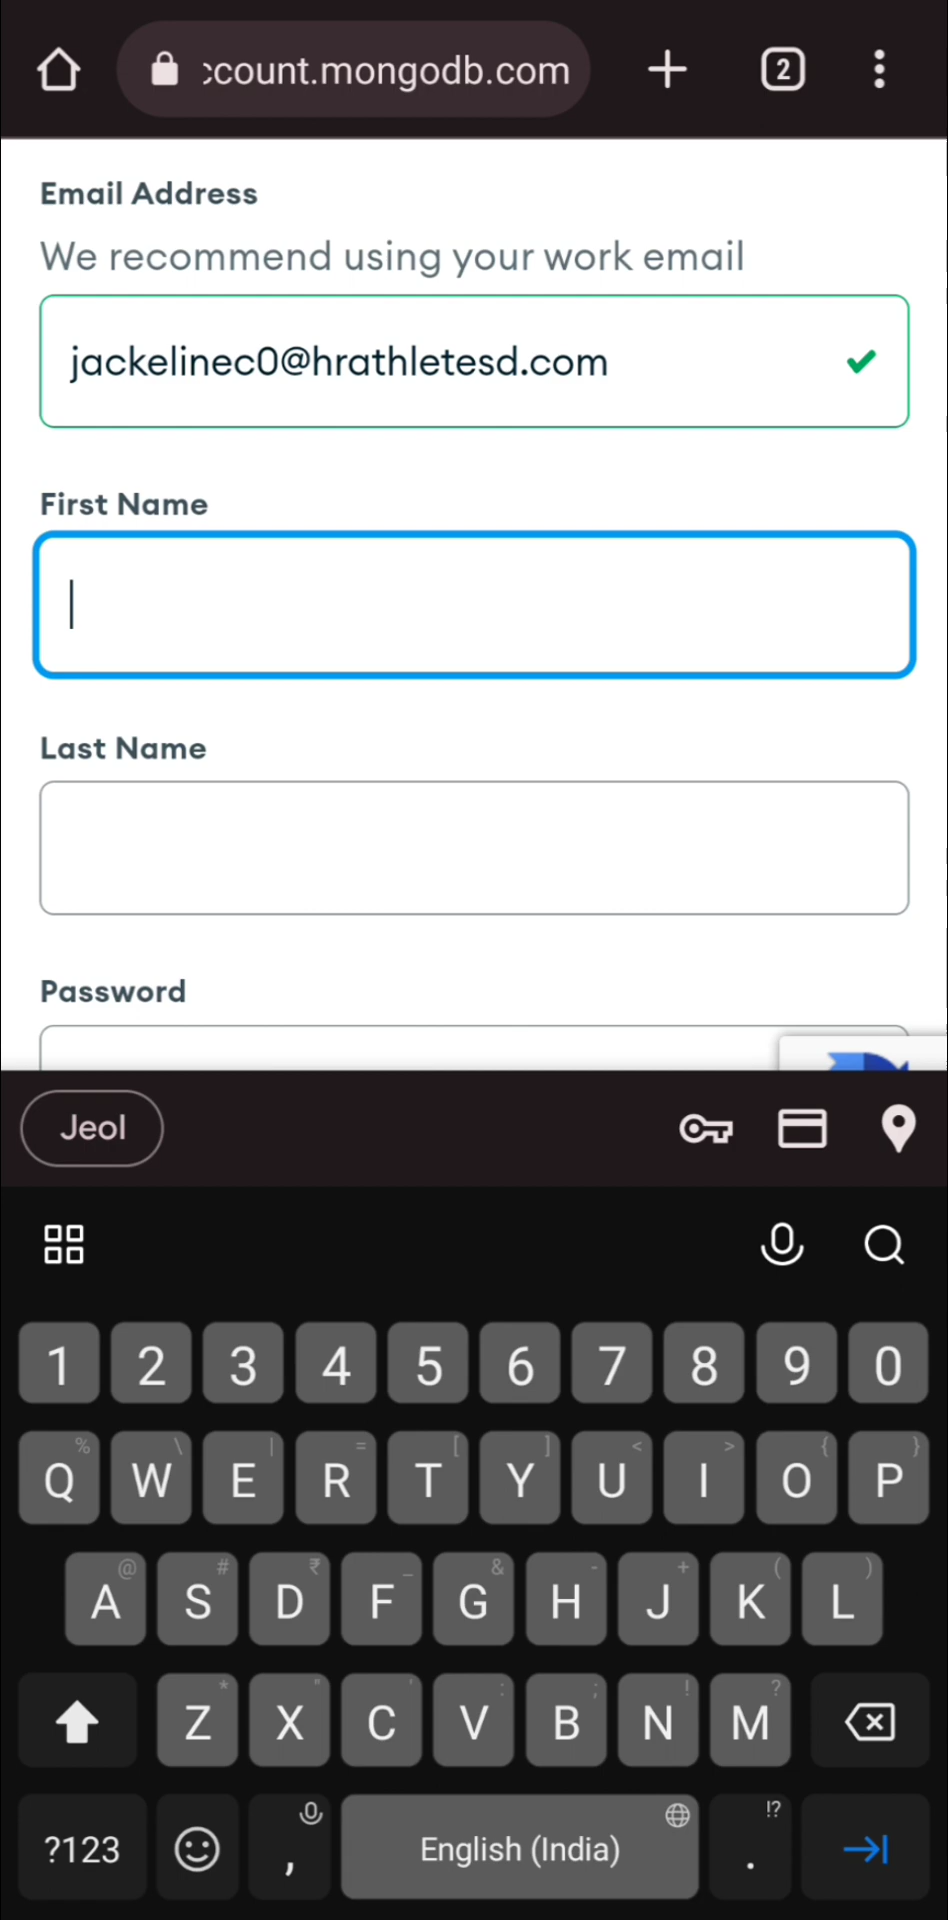 ccount.mongodb.com
2
Email Address
We recommend using your work email
jackelinec0@hrathletesd.com
First Name
Last Name
Password
Jeol
1 2 3 4 5 6 7 8 9 0
% \ | = [ ] < > { }
Q W E R T Y U I O P
@ # ₹ _ & - + ( )
A S D F G H J K L
* " ' : ; ! ?
Z X C V B N M
!?
?123 , English (India) .